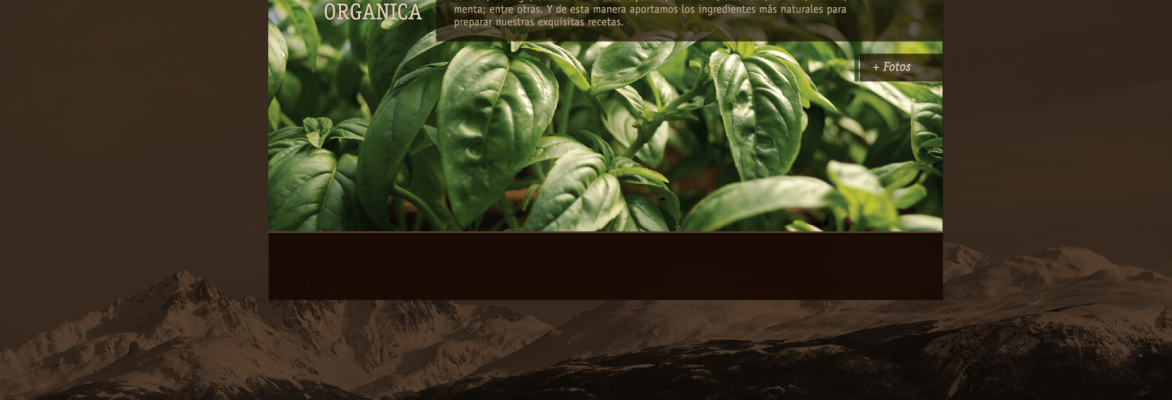 ORGANICA
menta; entre otras. Y de esta manera aportamos los ingredientes más naturales para
preparar nuestras exquisitas recetas.
+ Fotos